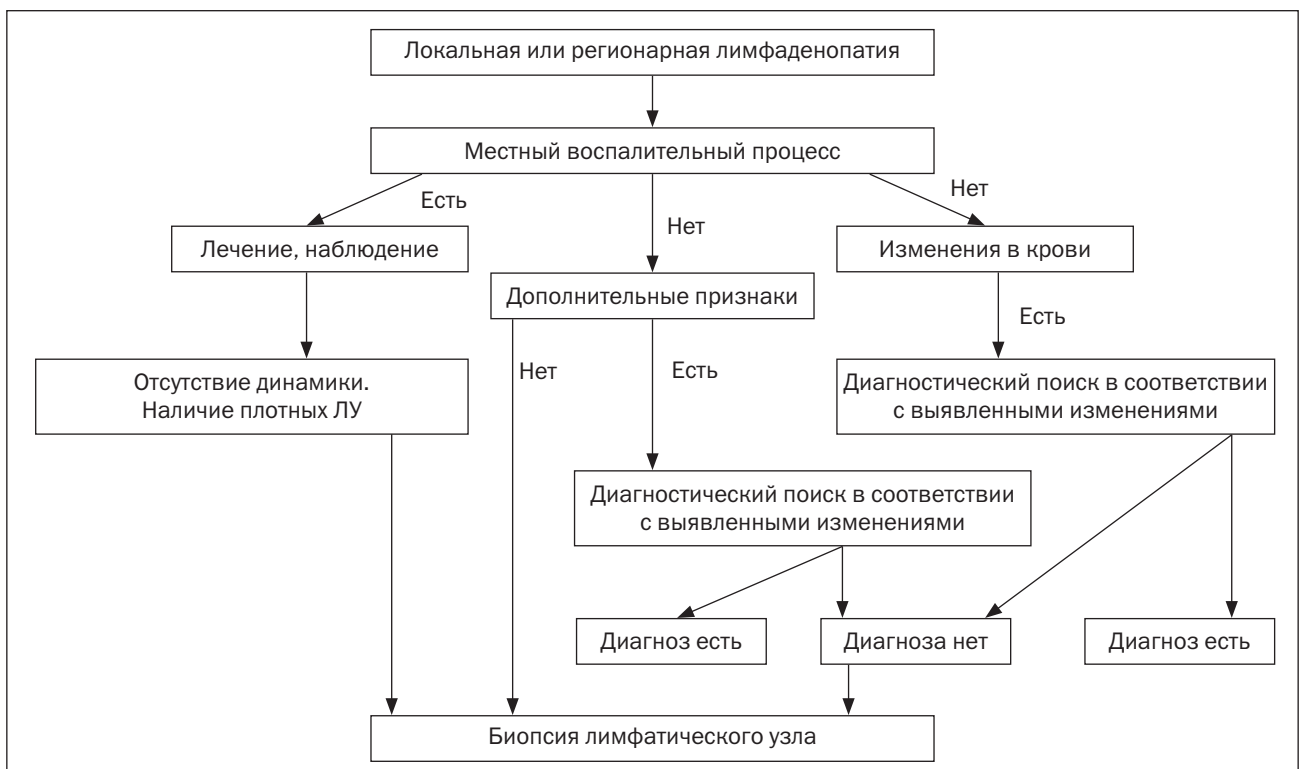 Локальная или регионарная лимфаденопатия
Местный воспалительный процесс
Есть
Нет
Нет
Лечение, наблюдение
Изменения в крови
Дополнительные признаки
Есть
Нет
Есть
Отсутствие динамики.
Наличие плотных ЛУ
Диагностический поиск в соответствии
с выявленными изменениями
Диагностический поиск в соответствии
с выявленными изменениями
Диагноз есть
Диагноза нет
Диагноз есть
Биопсия лимфатического узла